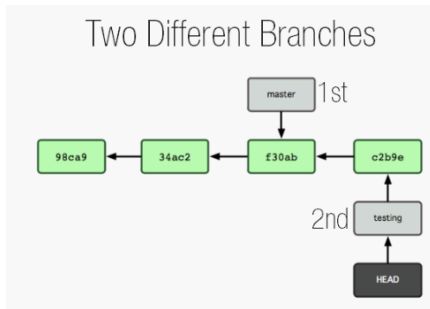 Two Different Branches
master
1st
98ca9
34ac2
f30ab
c2b9e
2nd
testing
HEAD